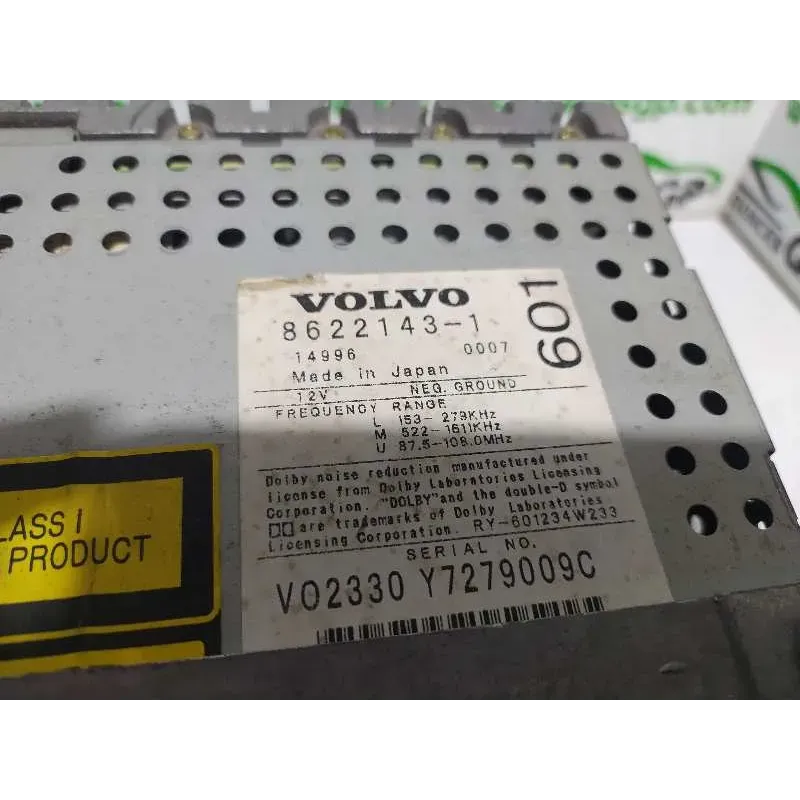 VOLVO
8622143-1
601
14996 0007
Made in Japan
12V NEG. GROUND
FREQUENCY RANGE
L 153- 279KHz
M 522-1611KHz
U 87.5-108.0MHz
Dolby noise reduction manufactured under
license from Dolby Laboratories Licensing
Corporation. "DOLBY" and the double-D symbol
are trademarks of Dolby Laboratories
Licensing Corporation. RY-601234W233
SERIAL NO.
VO2330 Y7279009C
LASS I
PRODUCT